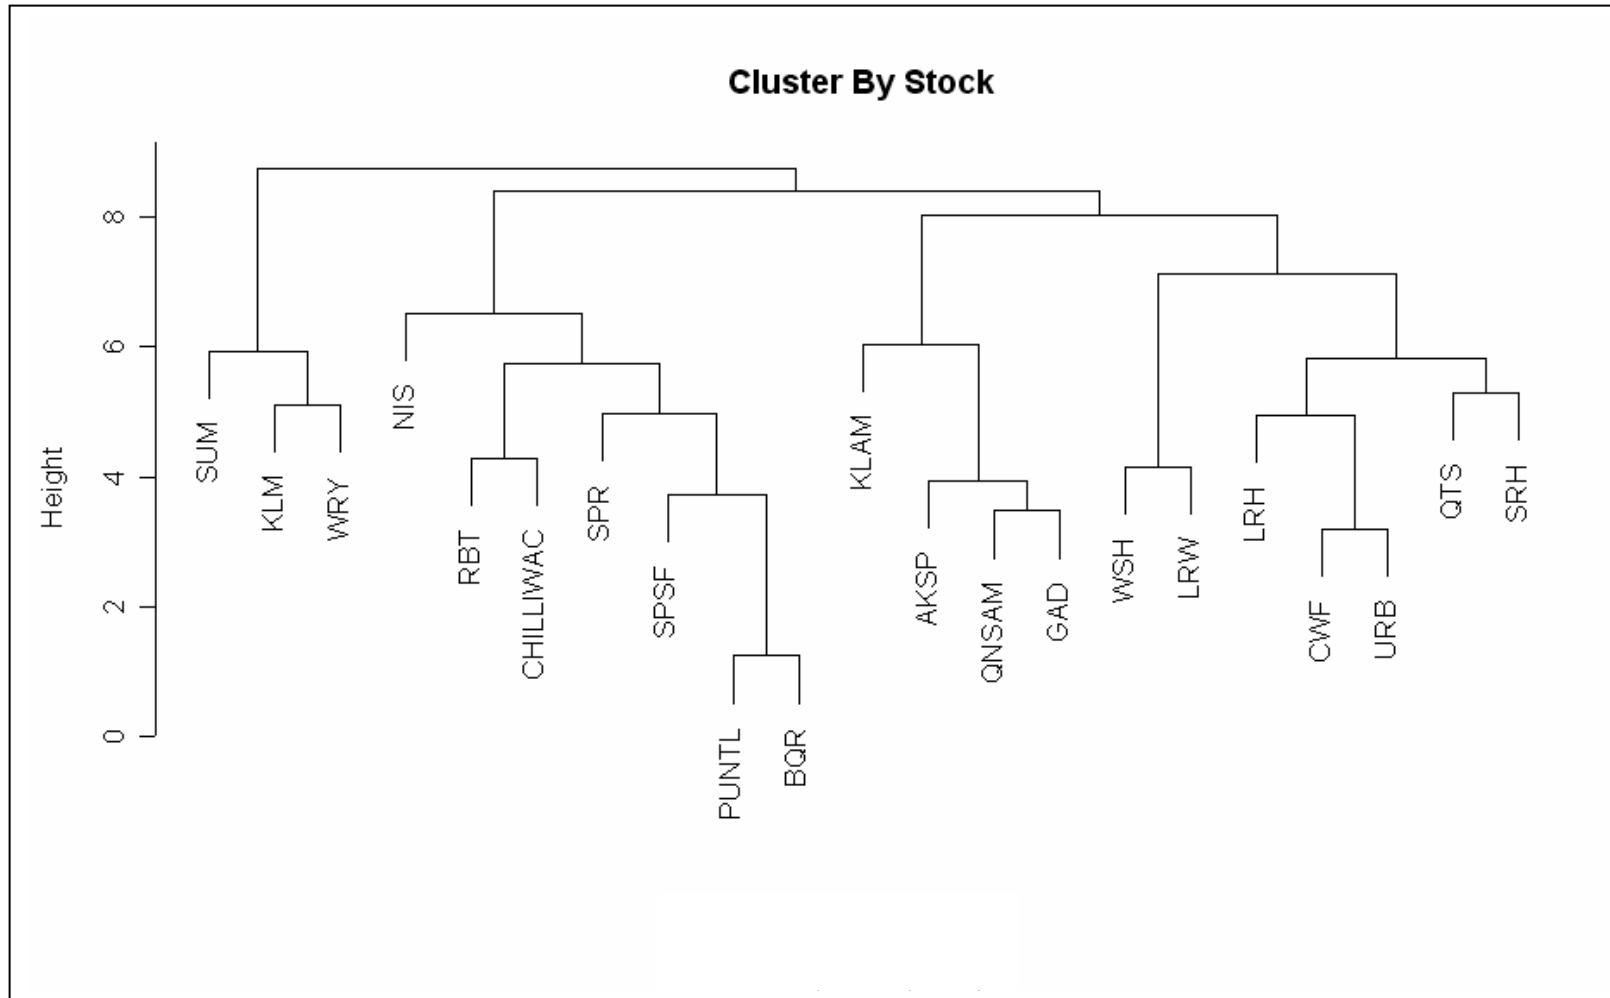 Cluster By Stock
Height
8
6
4
2
0
SUM
KLM
WRY
NIS
RBT
CHILLIWAC
SPR
SPSF
PUNTL
BQR
KLAM
AKSP
QNSAM
GAD
WSH
LRW
LRH
CWF
URB
QTS
SRH